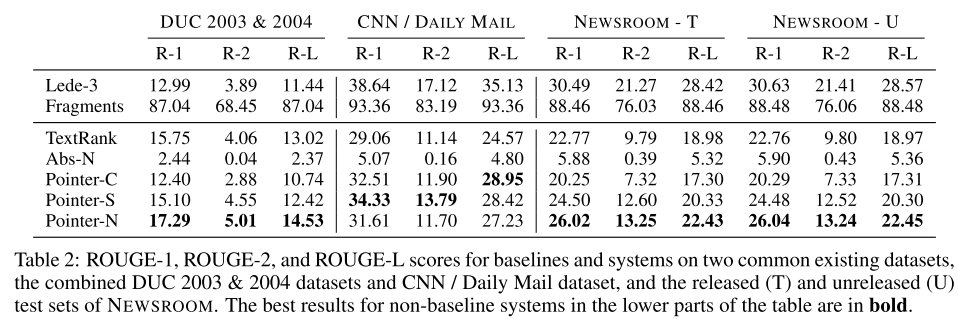 DUC 2003 & 2004 CNN / DAILY MAIL NEWSROOM - T NEWSROOM - U
R-1 R-2 R-L R-1 R-2 R-L R-1 R-2 R-L R-1 R-2 R-L
Lede-3 12.99 3.89 11.44 38.64 17.12 35.13 30.49 21.27 28.42 30.63 21.41 28.57
Fragments 87.04 68.45 87.04 93.36 83.19 93.36 88.46 76.03 88.46 88.48 76.06 88.48
TextRank 15.75 4.06 13.02 29.06 11.14 24.57 22.77 9.79 18.98 22.76 9.80 18.97
Abs-N 2.44 0.04 2.37 5.07 0.16 4.80 5.88 0.39 5.32 5.90 0.43 5.36
Pointer-C 12.40 2.88 10.74 32.51 11.90 28.95 20.25 7.32 17.30 20.29 7.33 17.31
Pointer-S 15.10 4.55 12.42 34.33 13.79 28.42 24.50 12.60 20.33 24.48 12.52 20.30
Pointer-N 17.29 5.01 14.53 31.61 11.70 27.23 26.02 13.25 22.43 26.04 13.24 22.45
Table 2: ROUGE-1, ROUGE-2, and ROUGE-L scores for baselines and systems on two common existing datasets,
the combined DUC 2003 & 2004 datasets and CNN / Daily Mail dataset, and the released (T) and unreleased (U)
test sets of NEWSROOM. The best results for non-baseline systems in the lower parts of the table are in bold.